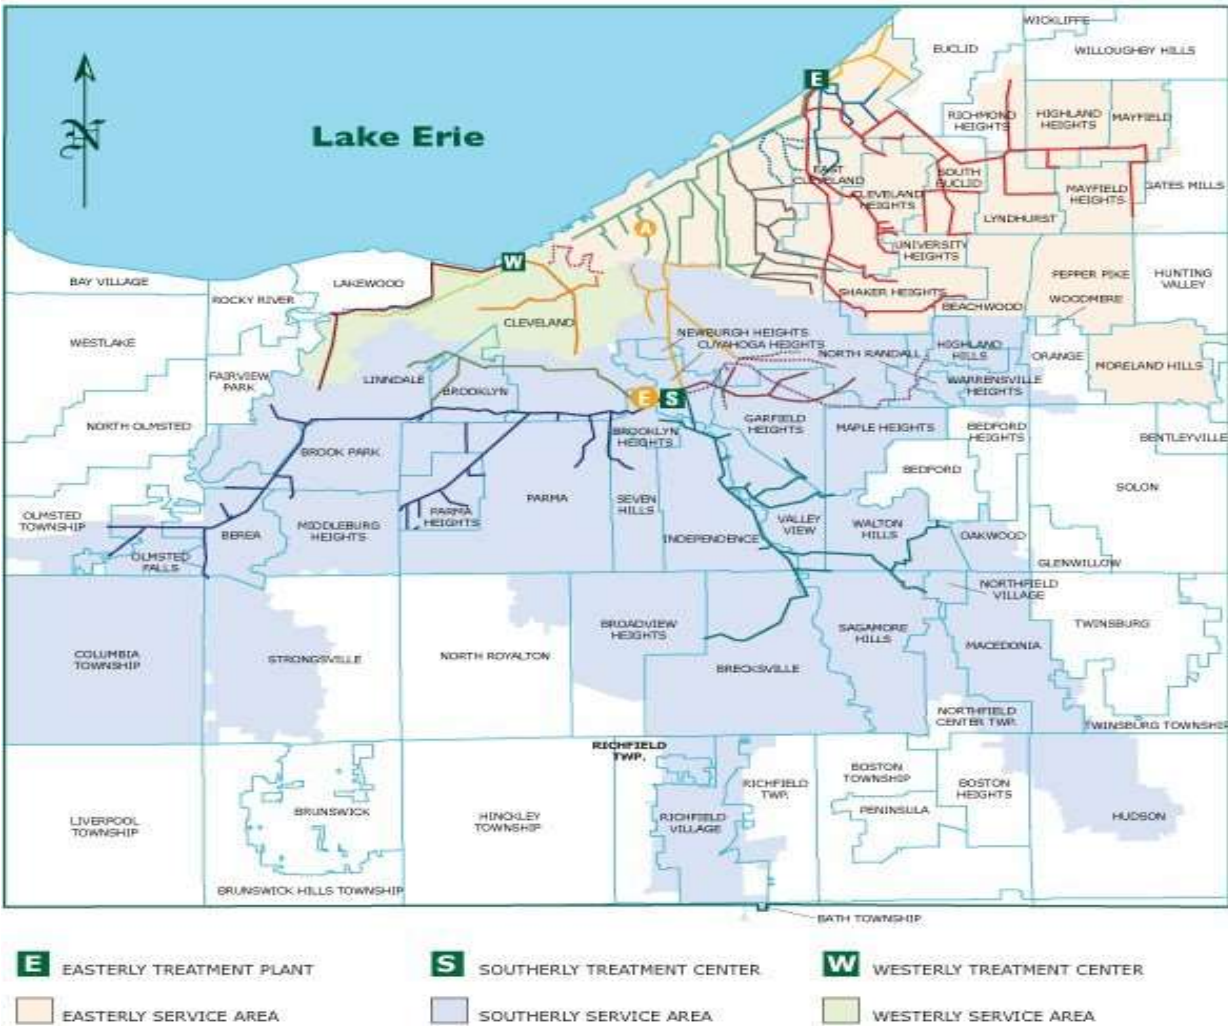 WICKLIFFE
EUCLID
WILLOUGHBY HILLS
E
N
Lake Erie
RICHMOND
HEIGHTS
HIGHLAND
HEIGHTS
MAYFIELD
EAST
CLEVELAND
SOUTH
EUCLID
CLEVELAND
HEIGHTS
MAYFIELD
HEIGHTS
GATES MILLS
LYNDHURST
A
UNIVERSITY
HEIGHTS
W
BAY VILLAGE
LAKEWOOD
ROCKY RIVER
SHAKER HEIGHTS
BEACHWOOD
PEPPER PIKE
WOODMERE
HUNTING
VALLEY
CLEVELAND
NEWBURGH HEIGHTS
CUYAHOGA HEIGHTS
NORTH RANDALL
HIGHLAND
HILLS
ORANGE
MORELAND HILLS
WESTLAKE
FAIRVIEW
PARK
LINNDALE
BROOKLYN
WARRENSVILLE
HEIGHTS
E
S
NORTH OLMSTED
BROOKLYN
HEIGHTS
GARFIELD
HEIGHTS
MAPLE HEIGHTS
BEDFORD
HEIGHTS
BENTLEYVILLE
BROOK PARK
BEDFORD
SOLON
OLMSTED
TOWNSHIP
PARMA
HEIGHTS
PARMA
SEVEN
HILLS
BEREA
MIDDLEBURG
HEIGHTS
INDEPENDENCE
VALLEY
VIEW
WALTON
HILLS
OAKWOOD
OLMSTED
FALLS
GLENWILLOW
NORTHFIELD
VILLAGE
COLUMBIA
TOWNSHIP
STRONGSVILLE
NORTH ROYALTON
BROADVIEW
HEIGHTS
BRECKSVILLE
SAGAMORE
HILLS
MACEDONIA
TWINSBURG
NORTHFIELD
CENTER TWP.
TWINSBURG TOWNSHIP
RICHFIELD
TWP.
LIVERPOOL
TOWNSHIP
BRUNSWICK
HINCKLEY
TOWNSHIP
RICHFIELD
VILLAGE
RICHFIELD
TWP.
BOSTON
TOWNSHIP
PENINSULA
BOSTON
HEIGHTS
HUDSON
BRUNSWICK HILLS TOWNSHIP
BATH TOWNSHIP
E EASTERLY TREATMENT PLANT
S SOUTHERLY TREATMENT CENTER
W WESTERLY TREATMENT CENTER
EASTERLY SERVICE AREA
SOUTHERLY SERVICE AREA
WESTERLY SERVICE AREA